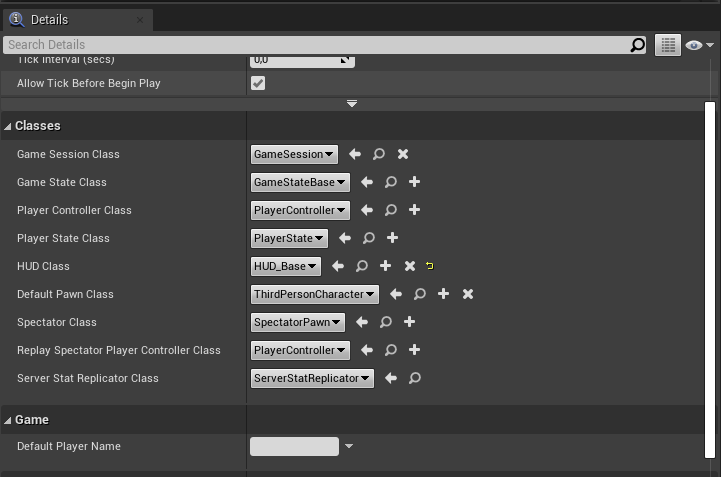 Details
Search Details
Tick Interval (secs) 0,0
Allow Tick Before Begin Play
Classes
Game Session Class GameSession
Game State Class GameStateBase
Player Controller Class PlayerController
Player State Class PlayerState
HUD Class HUD_Base
Default Pawn Class ThirdPersonCharacter
Spectator Class SpectatorPawn
Replay Spectator Player Controller Class PlayerController
Server Stat Replicator Class ServerStatReplicator
Game
Default Player Name